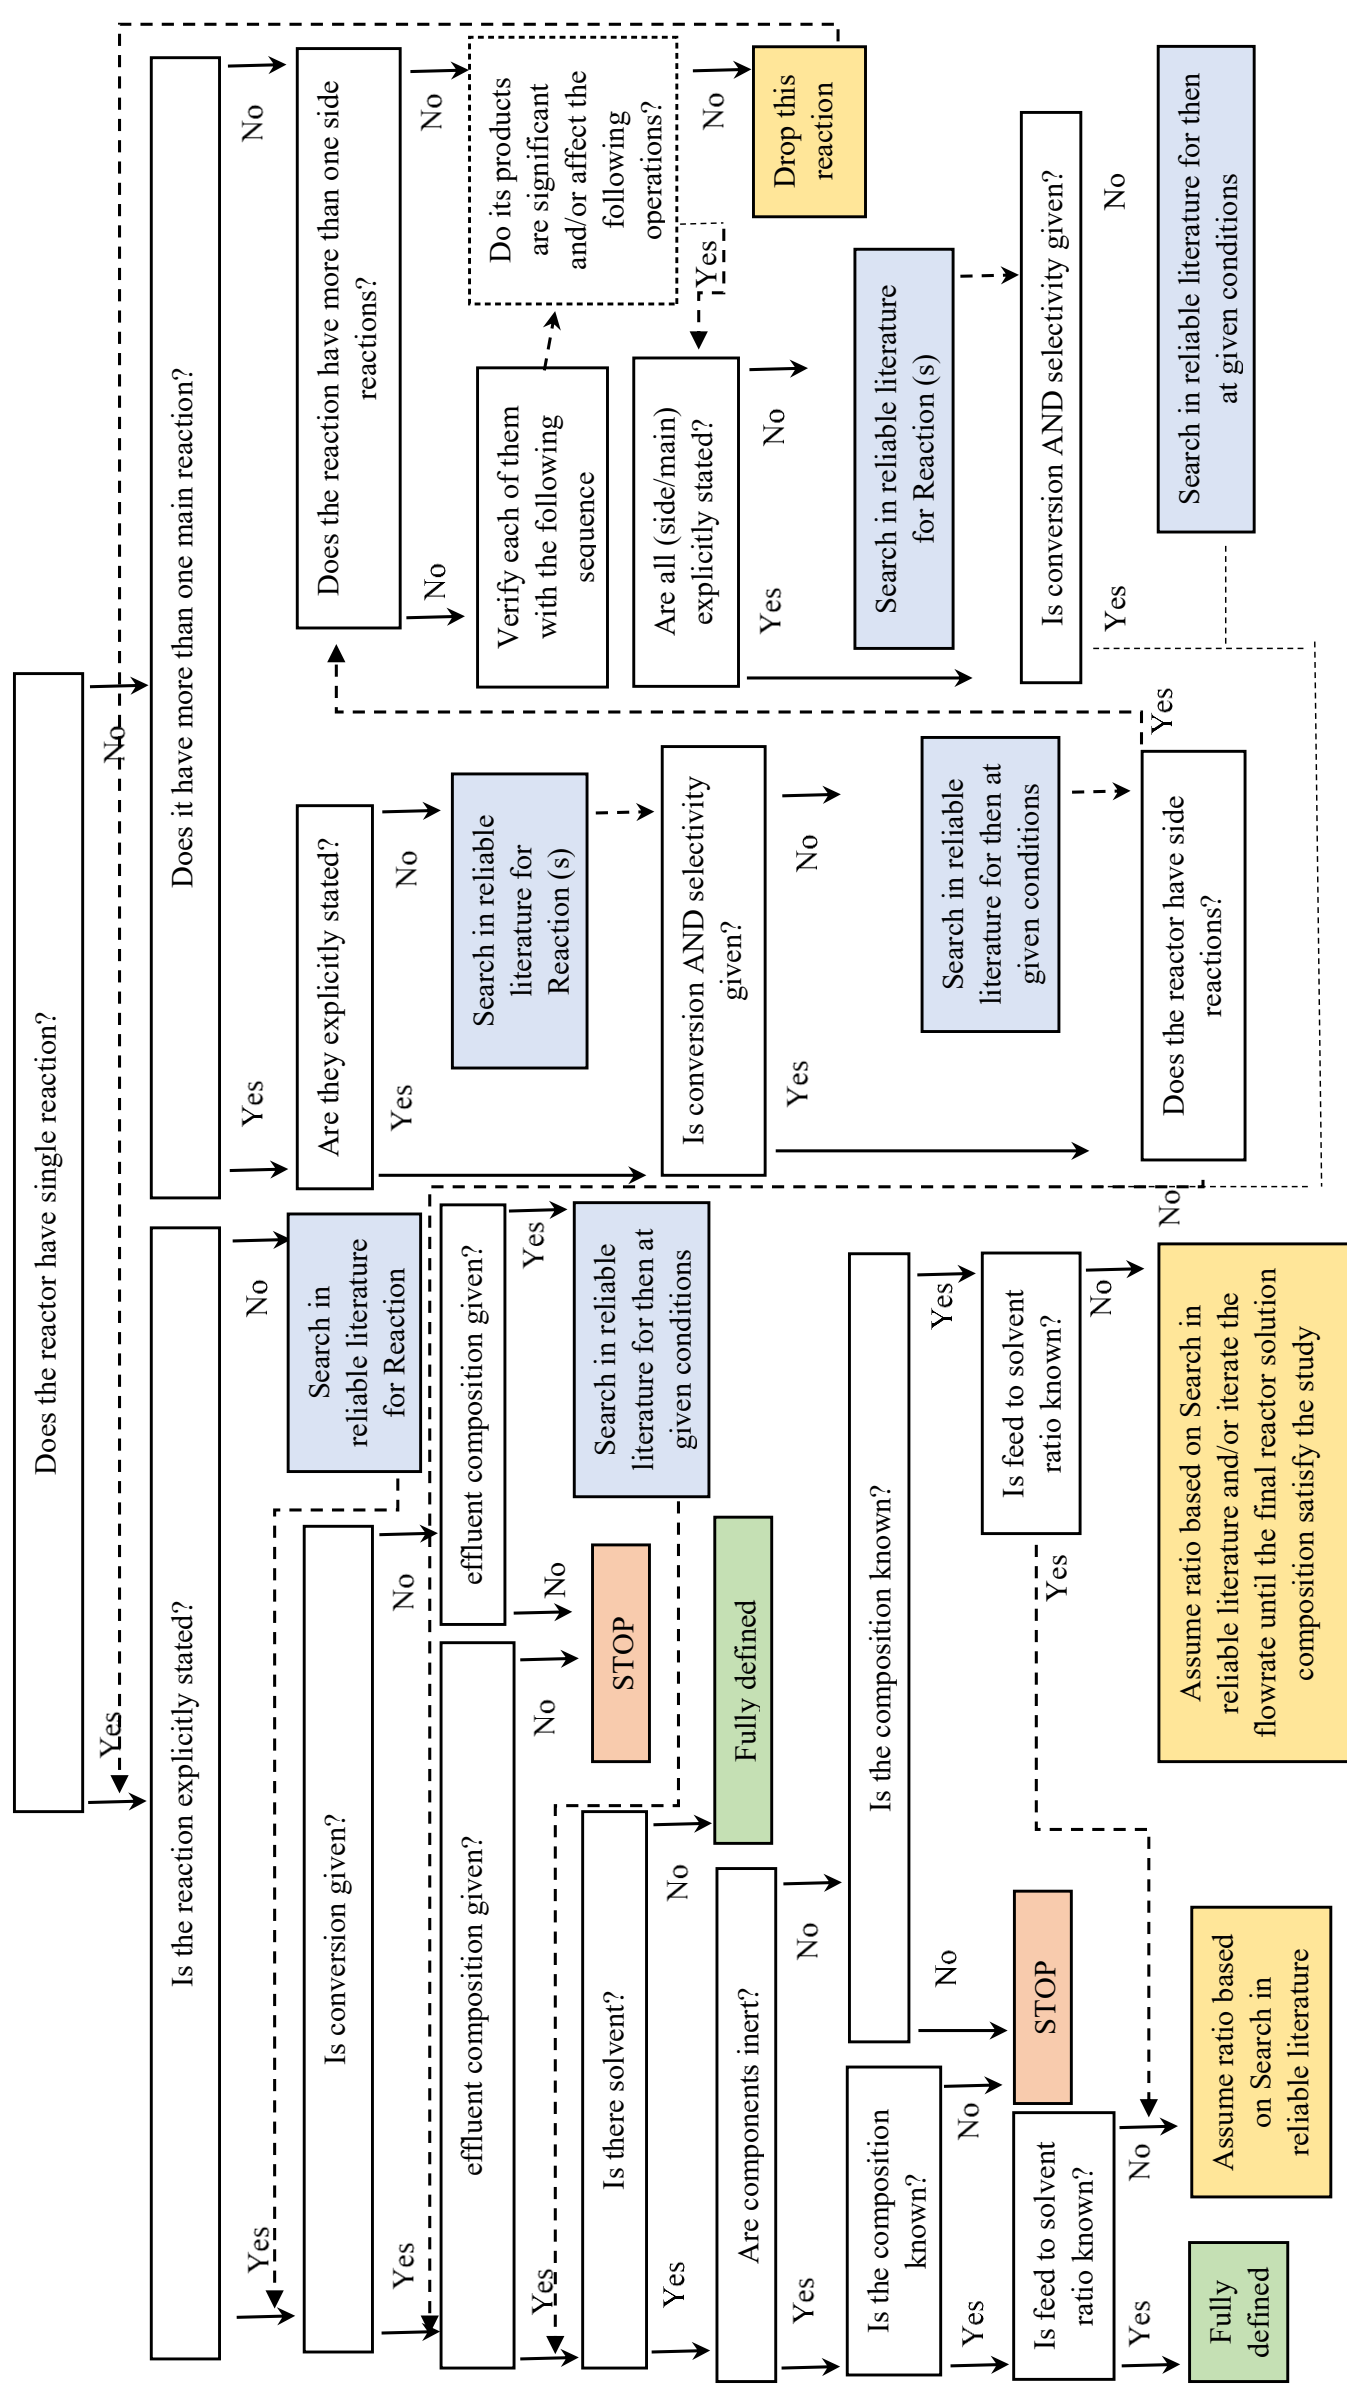 Does the reactor have single reaction?
Yes
No
Is the reaction explicitly stated?
Does it have more than one main reaction?
Yes
No
Yes
No
Is conversion given?
Search in
reliable literature
for Reaction
Are they explicitly stated?
Does the reaction have more than one side
reactions?
Yes
No
Yes
No
No
No
effluent composition given?
effluent composition given?
Search in reliable
literature for
Reaction (s)
Verify each of them
with the following
sequence
Do its products
are significant
and/or affect the
following
operations?
Yes
No
No
Yes
Yes
No
Is there solvent?
STOP
Search in reliable
literature for then at
given conditions
Is conversion AND selectivity
given?
Are all (side/main)
explicitly stated?
Drop this
reaction
Yes
No
Yes
No
Yes
No
Are components inert?
Fully defined
Search in reliable literature
for Reaction (s)
Yes
No
Is the composition
known?
Is the composition known?
Search in reliable
literature for then at
given conditions
Is conversion AND selectivity given?
Yes
No
No
Yes
Yes
No
Is feed to solvent
ratio known?
STOP
Is feed to solvent
ratio known?
Does the reactor have side
reactions?
Search in reliable literature for then
at given conditions
Yes
No
Yes
No
No
Yes
Fully
defined
Assume ratio based
on Search in
reliable literature
Assume ratio based on Search in
reliable literature and/or iterate the
flowrate until the final reactor solution
composition satisfy the study